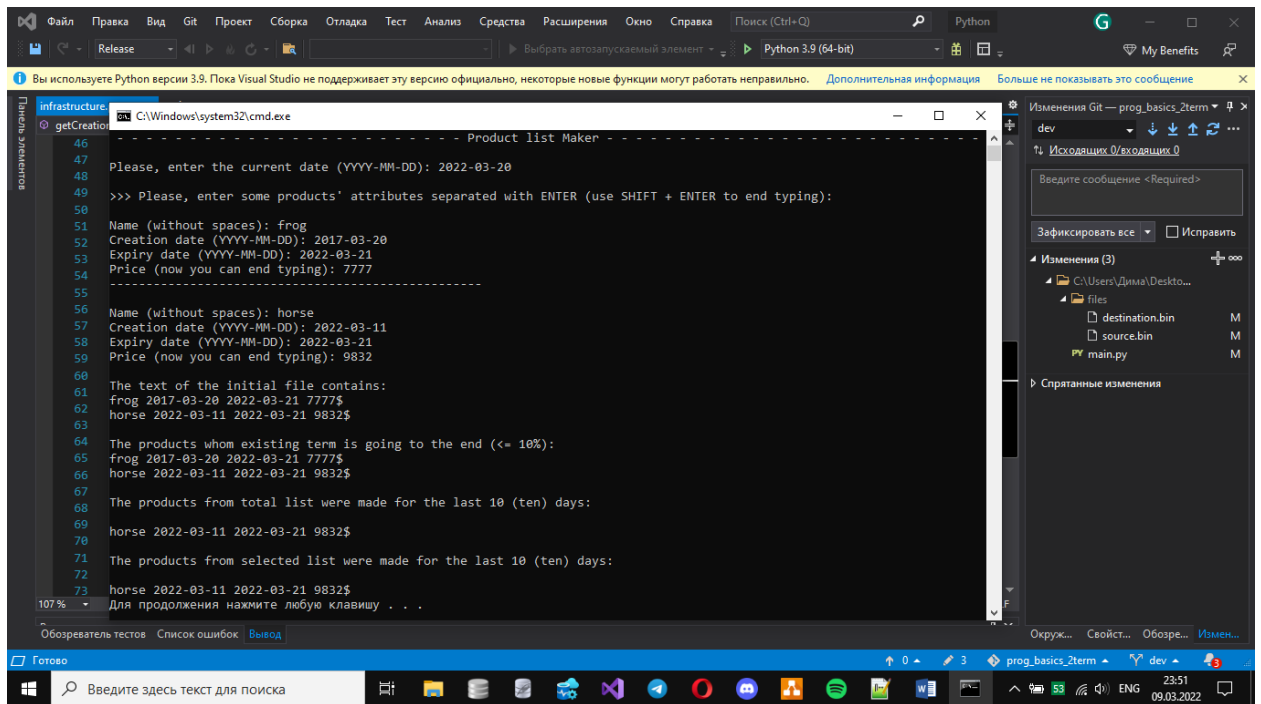 Файл Правка Вид Git Проект Сборка Отладка Тест Анализ Средства Расширения Окно Справка Поиск (Ctrl+Q) Python G
Release Выбрать автозапускаемый элемент Python 3.9 (64-bit) My Benefits
Вы используете Python версии 3.9. Пока Visual Studio не поддерживает эту версию официально, некоторые новые функции могут работать неправильно. Дополнительная информация Больше не показывать это сообщение
Панель элементов
infrastructure.
getCreation
46
47
48
49
50
51
52
53
54
55
56
57
58
59
60
61
62
63
64
65
66
67
68
69
70
71
72
73
107 %
C:\Windows\system32\cmd.exe
- - - - - - - - - - - - - - - - - - - - - - - - Product list Maker - - - - - - - - - - - - - - - - - - - - - - - -
Please, enter the current date (YYYY-MM-DD): 2022-03-20
>>> Please, enter some products' attributes separated with ENTER (use SHIFT + ENTER to end typing):
Name (without spaces): frog
Creation date (YYYY-MM-DD): 2017-03-20
Expiry date (YYYY-MM-DD): 2022-03-21
Price (now you can end typing): 7777
---------------------------------------------------
Name (without spaces): horse
Creation date (YYYY-MM-DD): 2022-03-11
Expiry date (YYYY-MM-DD): 2022-03-21
Price (now you can end typing): 9832
The text of the initial file contains:
frog 2017-03-20 2022-03-21 7777$
horse 2022-03-11 2022-03-21 9832$
The products whom existing term is going to the end (<= 10%):
frog 2017-03-20 2022-03-21 7777$
horse 2022-03-11 2022-03-21 9832$
The products from total list were made for the last 10 (ten) days:
horse 2022-03-11 2022-03-21 9832$
The products from selected list were made for the last 10 (ten) days:
horse 2022-03-11 2022-03-21 9832$
Для продолжения нажмите любую клавишу . . .
Изменения Git — prog_basics_2term
dev
Исходящих 0/входящих 0
Введите сообщение <Required>
Зафиксировать все Исправить
Изменения (3)
C:\Users\Дима\Deskto...
files
destination.bin M
source.bin M
PY main.py M
Спрятанные изменения
Обозреватель тестов Список ошибок Вывод
Окруж... Свойст... Обозре... Измен...
Готово 0 3 prog_basics_2term dev 3
Введите здесь текст для поиска 53 ENG 23:51
09.03.2022